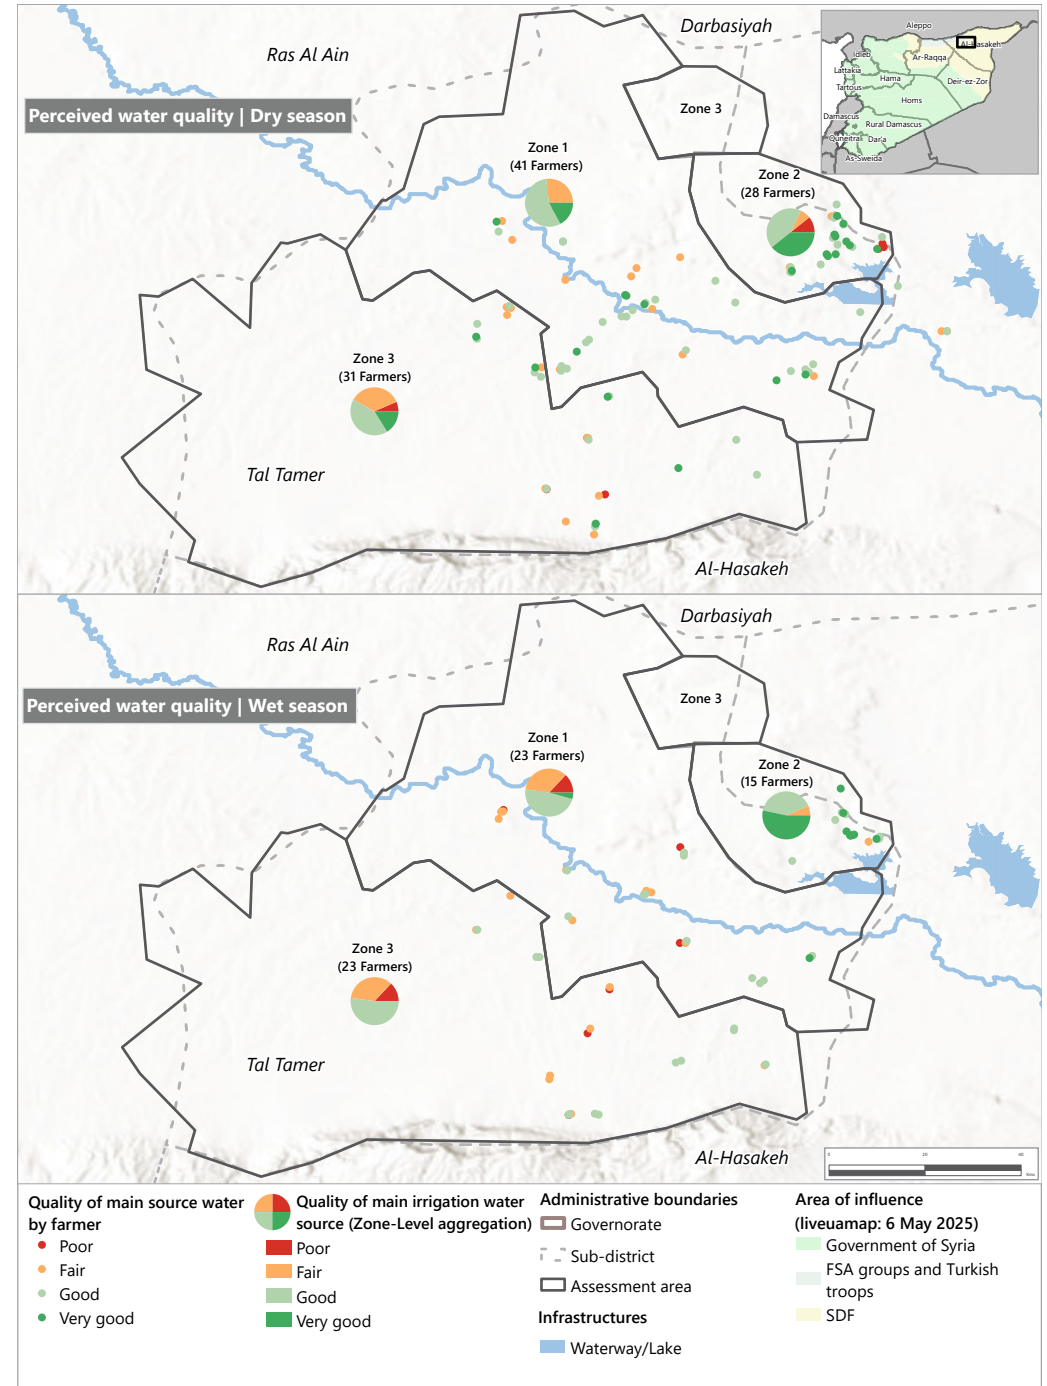 Darbasiyah
Ras Al Ain
Aleppo
Al-Hasakeh
Idleb
Ar-Raqqa
Lattakia
Hama
Deir-ez-Zor
Tartous
Homs
Damascus
Rural Damascus
Quneitra
Dar'a
As-Sweida
Perceived water quality | Dry season
Zone 3
Zone 1
(41 Farmers)
Zone 2
(28 Farmers)
Zone 3
(31 Farmers)
Tal Tamer
Al-Hasakeh
Darbasiyah
Ras Al Ain
Perceived water quality | Wet season
Zone 3
Zone 1
(23 Farmers)
Zone 2
(15 Farmers)
Zone 3
(23 Farmers)
Tal Tamer
Al-Hasakeh
Quality of main source water
by farmer
Poor
Fair
Good
Very good
Quality of main irrigation water
source (Zone-Level aggregation)
Poor
Fair
Good
Very good
Administrative boundaries
Governorate
Sub-district
Assessment area
Infrastructures
Waterway/Lake
Area of influence
(liveuamap: 6 May 2025)
Government of Syria
FSA groups and Turkish
troops
SDF